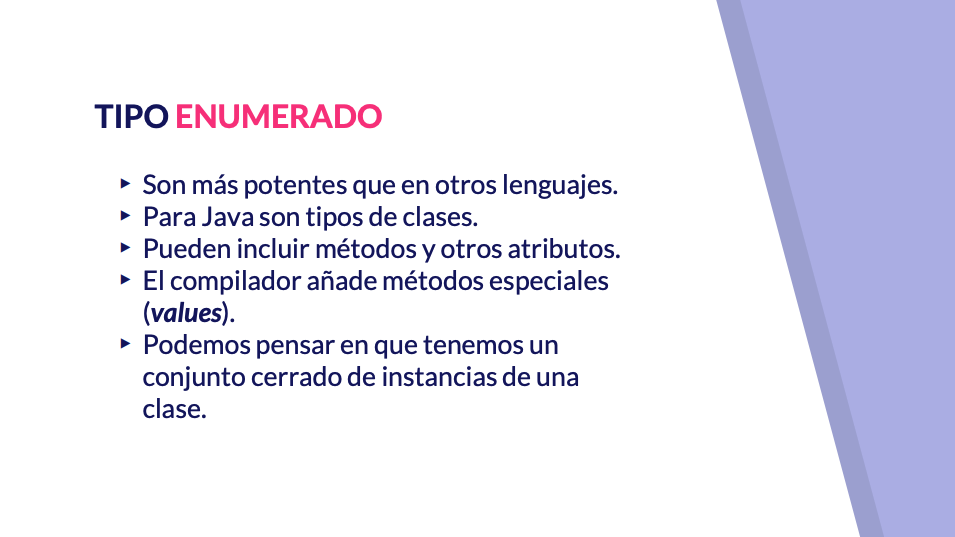 TIPO ENUMERADO
▸ Son más potentes que en otros lenguajes.
▸ Para Java son tipos de clases.
▸ Pueden incluir métodos y otros atributos.
▸ El compilador añade métodos especiales
(values).
▸ Podemos pensar en que tenemos un
conjunto cerrado de instancias de una
clase.